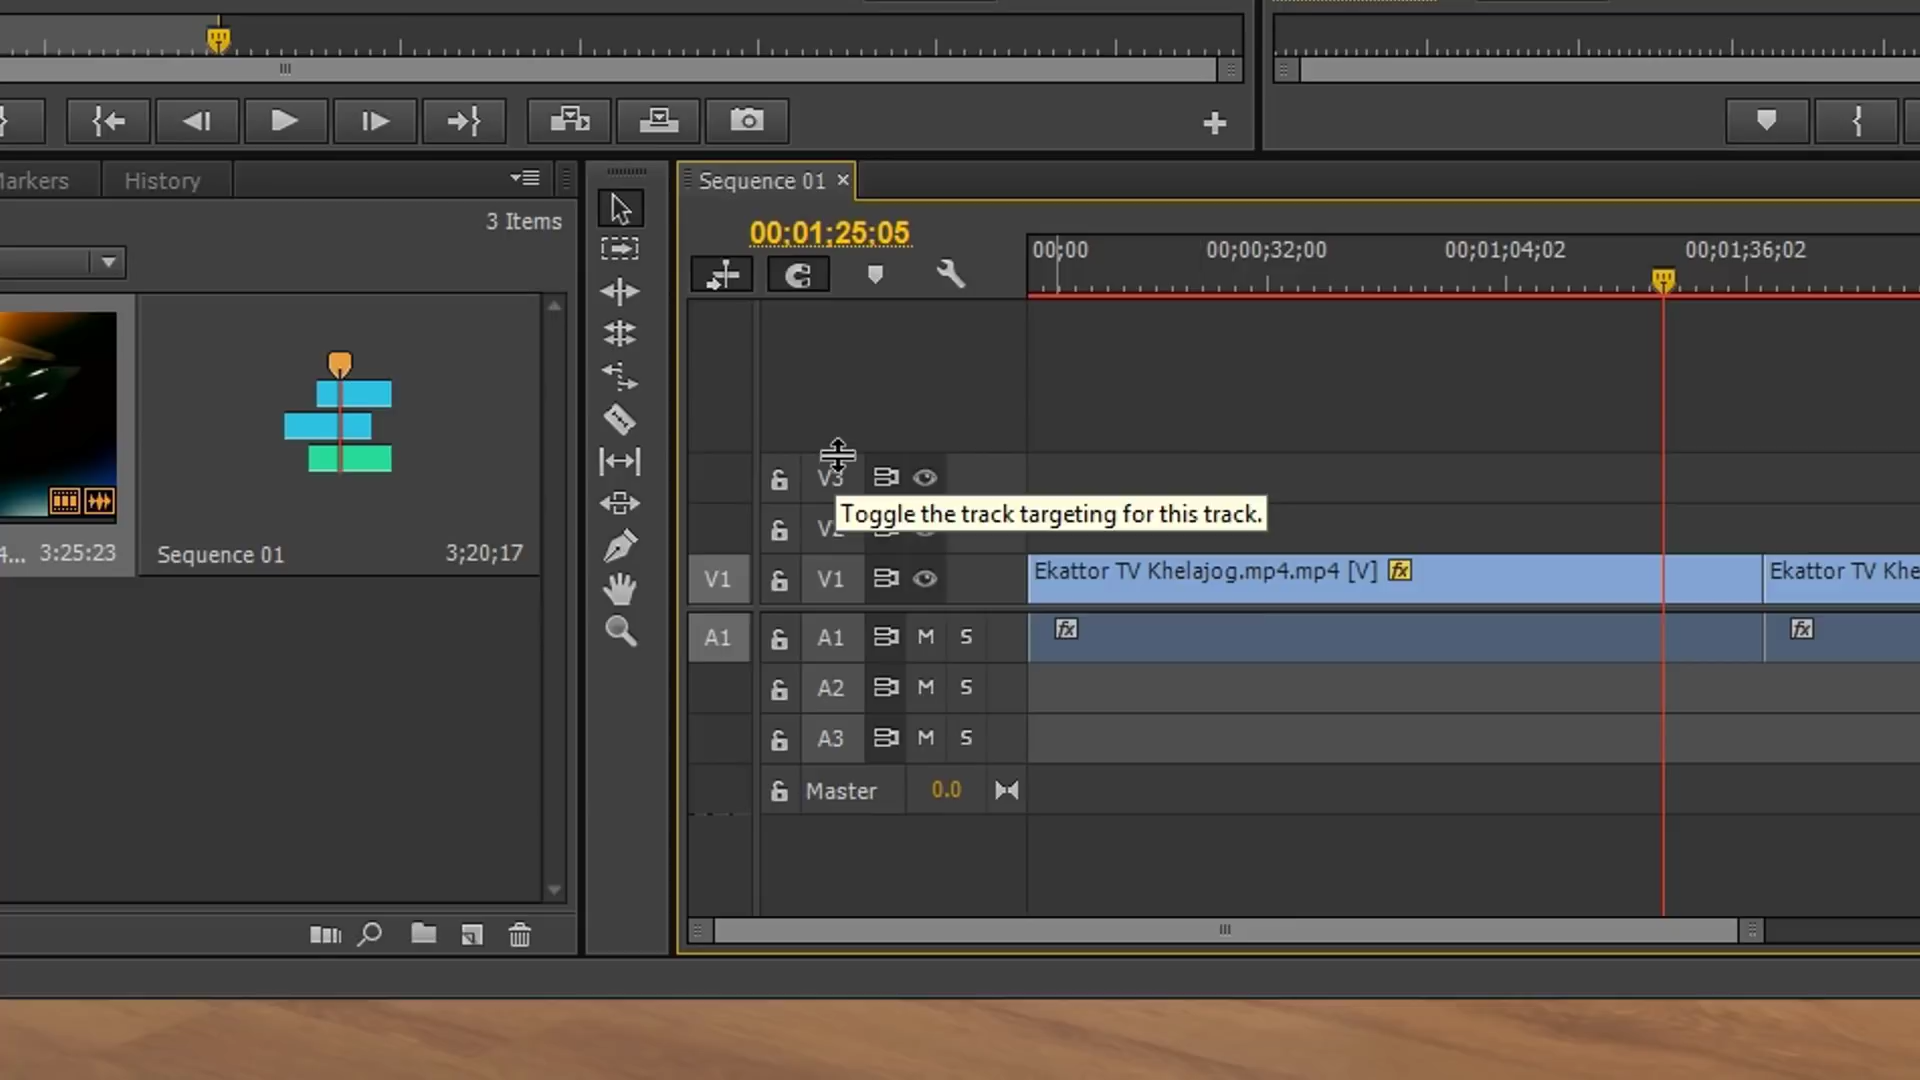 Markers
History
3 Items
4... 3:25:23
Sequence 01
3;20;17
Sequence 01 ×
00;01;25;05
00;00
00;00;32;00
00;01;04;02
00;01;36;02
V3
Toggle the track targeting for this track.
V2
V1
V1
Ekattor TV Khelajog.mp4.mp4 [V] fx
Ekattor TV Khe
A1
A1
M
S
fx
fx
A2
M
S
A3
M
S
Master
0.0